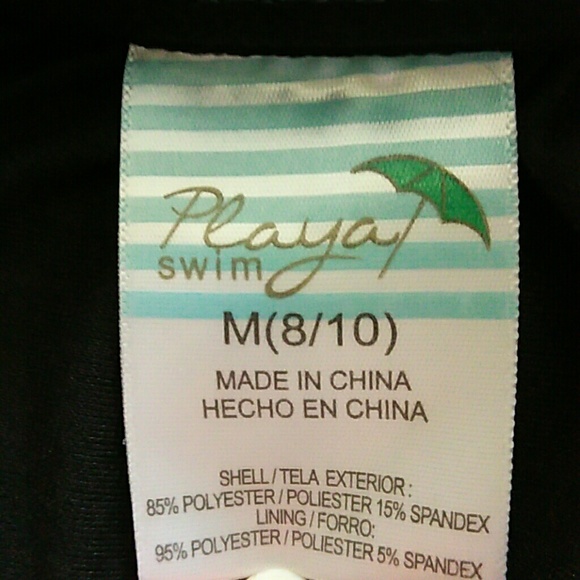 Playa
swim
M(8/10)
MADE IN CHINA
HECHO EN CHINA
SHELL/TELA EXTERIOR:
85% POLYESTER/POLIESTER 15% SPANDEX
LINING/FORRO:
95% POLYESTER/POLIESTER 5% SPANDEX